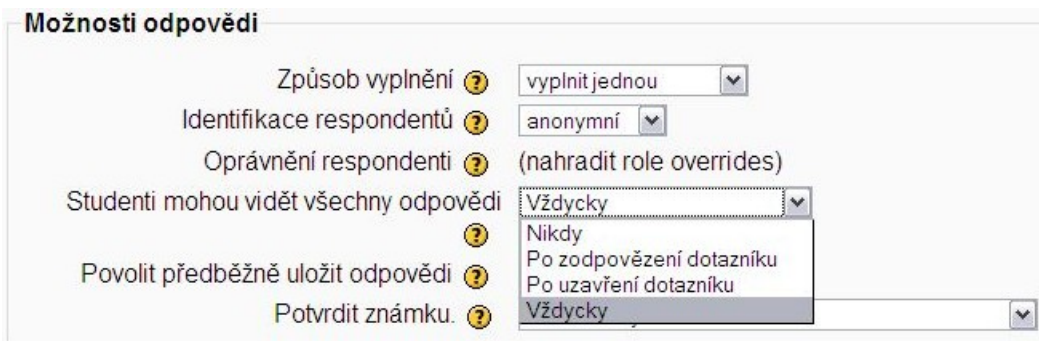 Možnosti odpovědi
Způsob vyplnění ? vyplnit jednou
Identifikace respondentů ? anonymní
Oprávnění respondenti ? (nahradit role overrides)
Studenti mohou vidět všechny odpovědi Vždycky
? Nikdy
Po zodpovězení dotazníku
Povolit předběžně uložit odpovědi ? Po uzavření dotazníku
Potvrdit známku. ? Vždycky